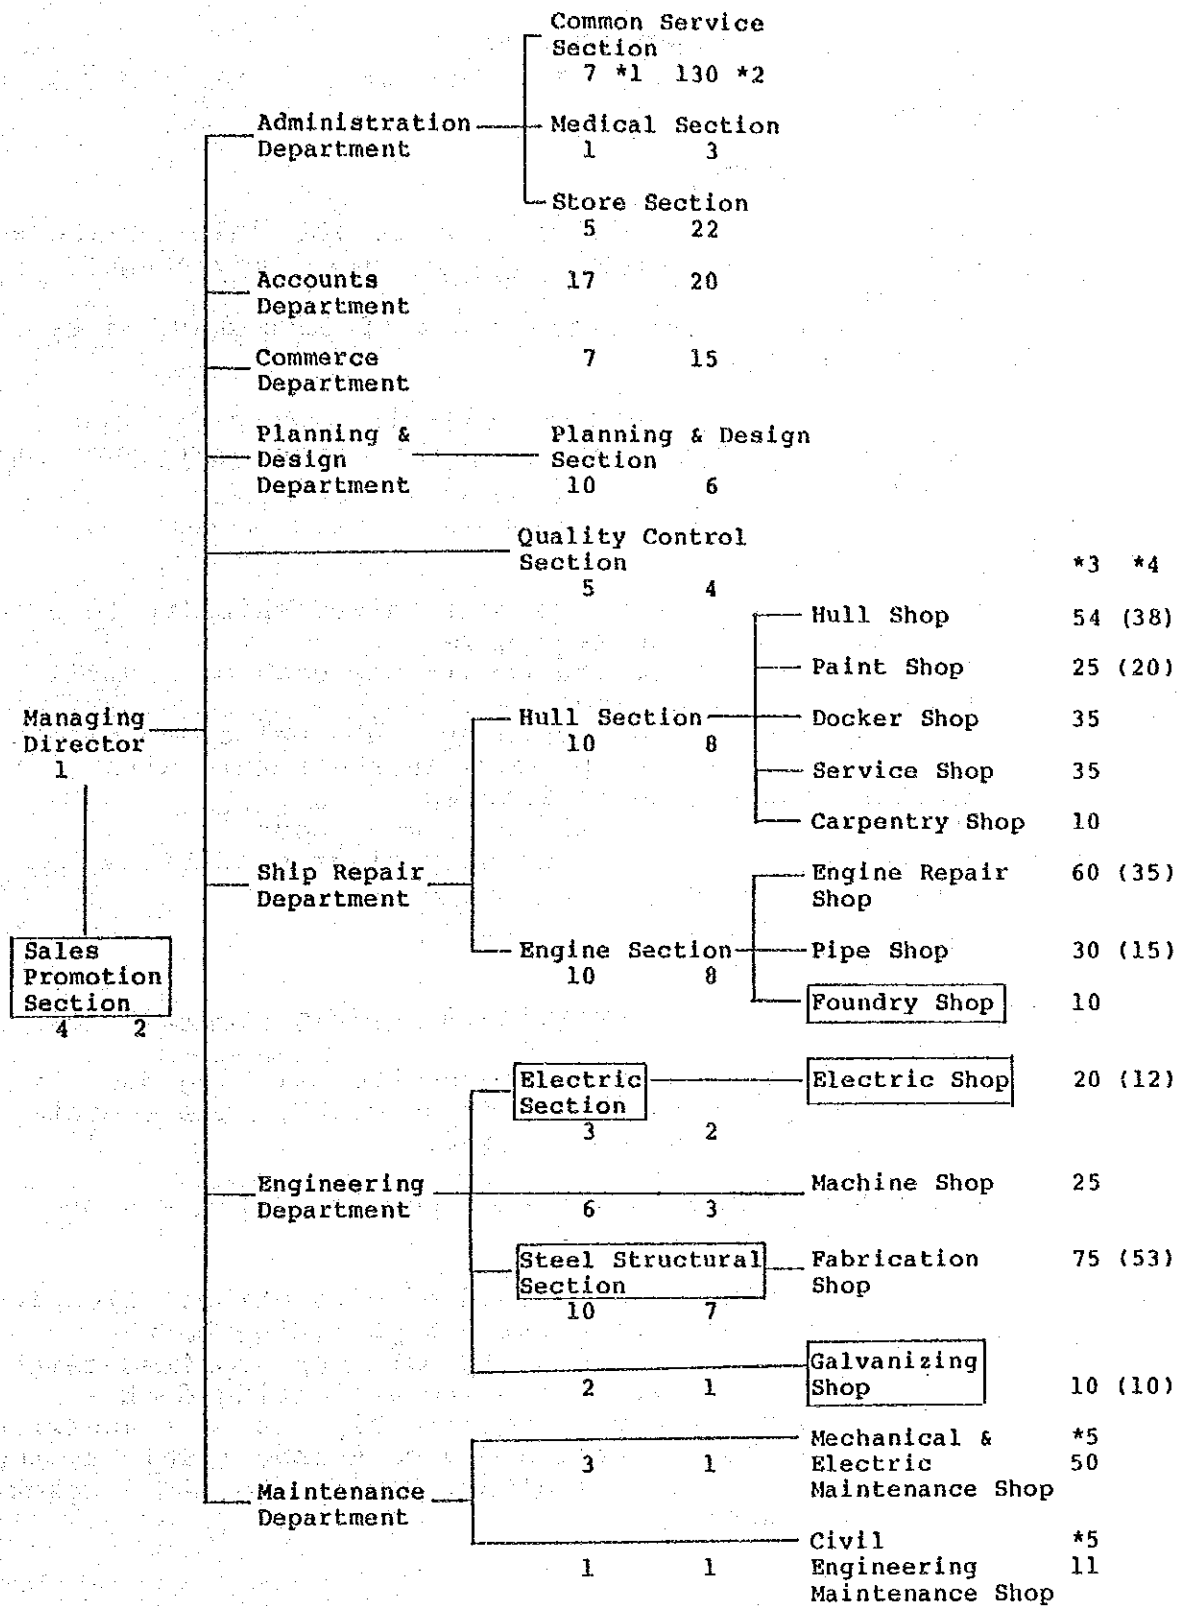 Common Service
Section
7 *1 130 *2
Administration
Department
Medical Section
1 3
Store Section
5 22
Accounts
Department
17 20
Commerce
Department
7 15
Planning &
Design
Department
Planning & Design
Section
10 6
Quality Control
Section
5 4
*3 *4
Hull Shop 54 (38)
Paint Shop 25 (20)
Managing
Director
1
Hull Section
10 8
Docker Shop 35
Service Shop 35
Carpentry Shop 10
Ship Repair
Department
Engine Repair
Shop
60 (35)
Sales
Promotion
Section
4 2
Engine Section
10 8
Pipe Shop 30 (15)
Foundry Shop 10
Electric
Section
3 2
Electric Shop 20 (12)
Engineering
Department
6 3
Machine Shop 25
Steel Structural
Section
10 7
Fabrication
Shop
75 (53)
2 1
Galvanizing
Shop
10 (10)
Maintenance
Department
3 1
Mechanical & *5
Electric 50
Maintenance Shop
1 1
Civil *5
Engineering 11
Maintenance Shop